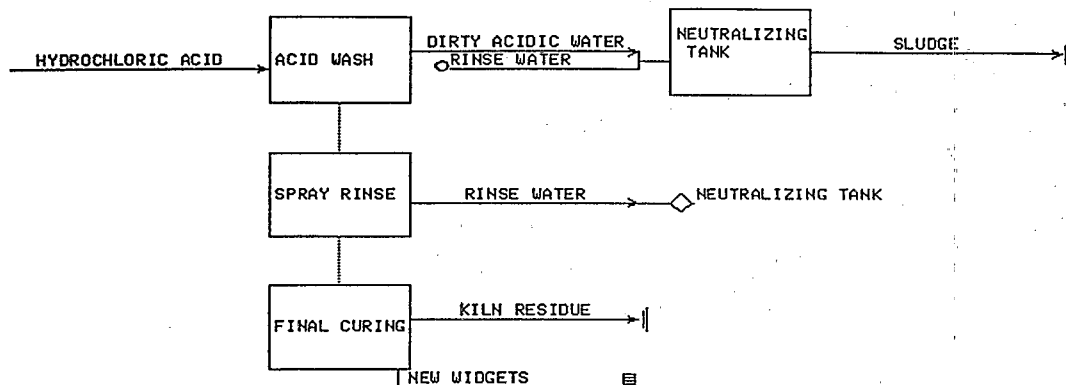 HYDROCHLORIC ACID
ACID WASH
DIRTY ACIDIC WATER
RINSE WATER
NEUTRALIZING
TANK
SLUDGE
SPRAY RINSE
RINSE WATER
NEUTRALIZING TANK
FINAL CURING
KILN RESIDUE
NEW WIDGETS